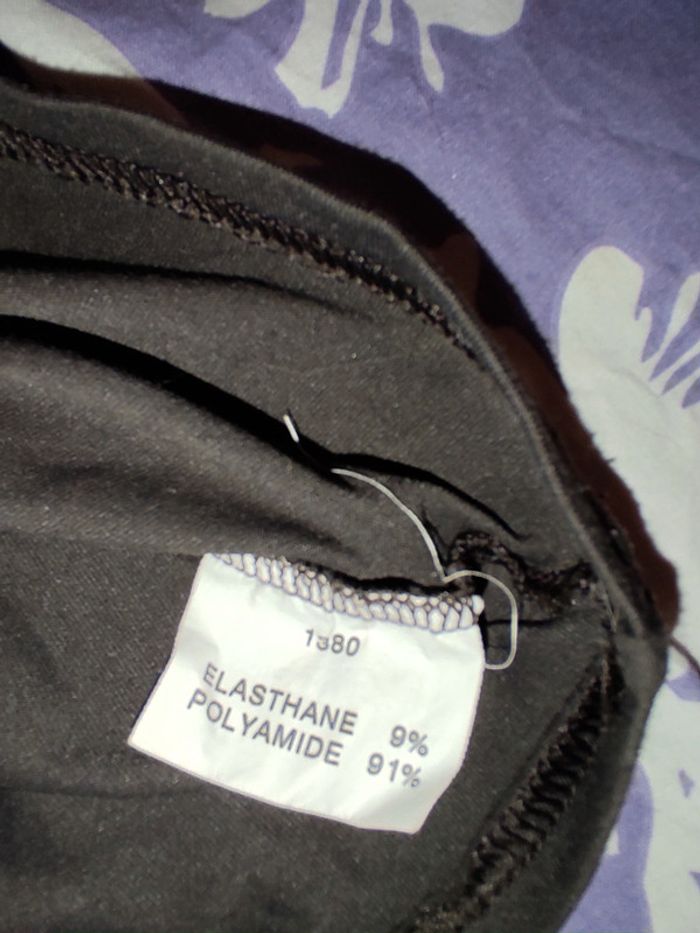 1380
ELASTHANE 9%
POLYAMIDE 91%